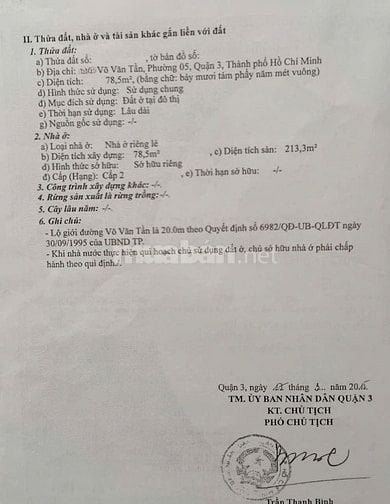 II. Thửa đất, nhà ở và tài sản khác gắn liền với đất
1. Thửa đất:
a) Thửa đất số: , tờ bản đồ số:
b) Địa chỉ: Võ Văn Tần, Phường 05, Quận 3, Thành phố Hồ Chí Minh
c) Diện tích: 78,5m², (bằng chữ: bảy mươi tám phẩy năm mét vuông)
d) Hình thức sử dụng: Sử dụng chung
đ) Mục đích sử dụng: Đất ở tại đô thị
e) Thời hạn sử dụng: Lâu dài
g) Nguồn gốc sử dụng: -/-
2. Nhà ở:
a) Loại nhà ở: Nhà ở riêng lẻ
b) Diện tích xây dựng: 78,5m² , c) Diện tích sàn: 213,3m²
d) Hình thức sở hữu: Sở hữu riêng
đ) Cấp (Hạng): Cấp 2 , e) Thời hạn sở hữu: -/-
3. Công trình xây dựng khác: -/-
4. Rừng sản xuất là rừng trồng: -/-
5. Cây lâu năm: -/-
6. Ghi chú:
- Lộ giới đường Võ Văn Tần là 20.0m theo Quyết định số 6982/QĐ-UB-QLĐT ngày
30/09/1995 của UBND TP.
- Khi nhà nước thực hiện qui hoạch chủ sử dụng đất ở, chủ sở hữu nhà ở phải chấp
hành theo qui định./.
muaban.net
Quận 3, ngày tháng năm
TM. ỦY BAN NHÂN DÂN QUẬN 3
KT. CHỦ TỊCH
PHÓ CHỦ TỊCH
Trần Thanh Bình